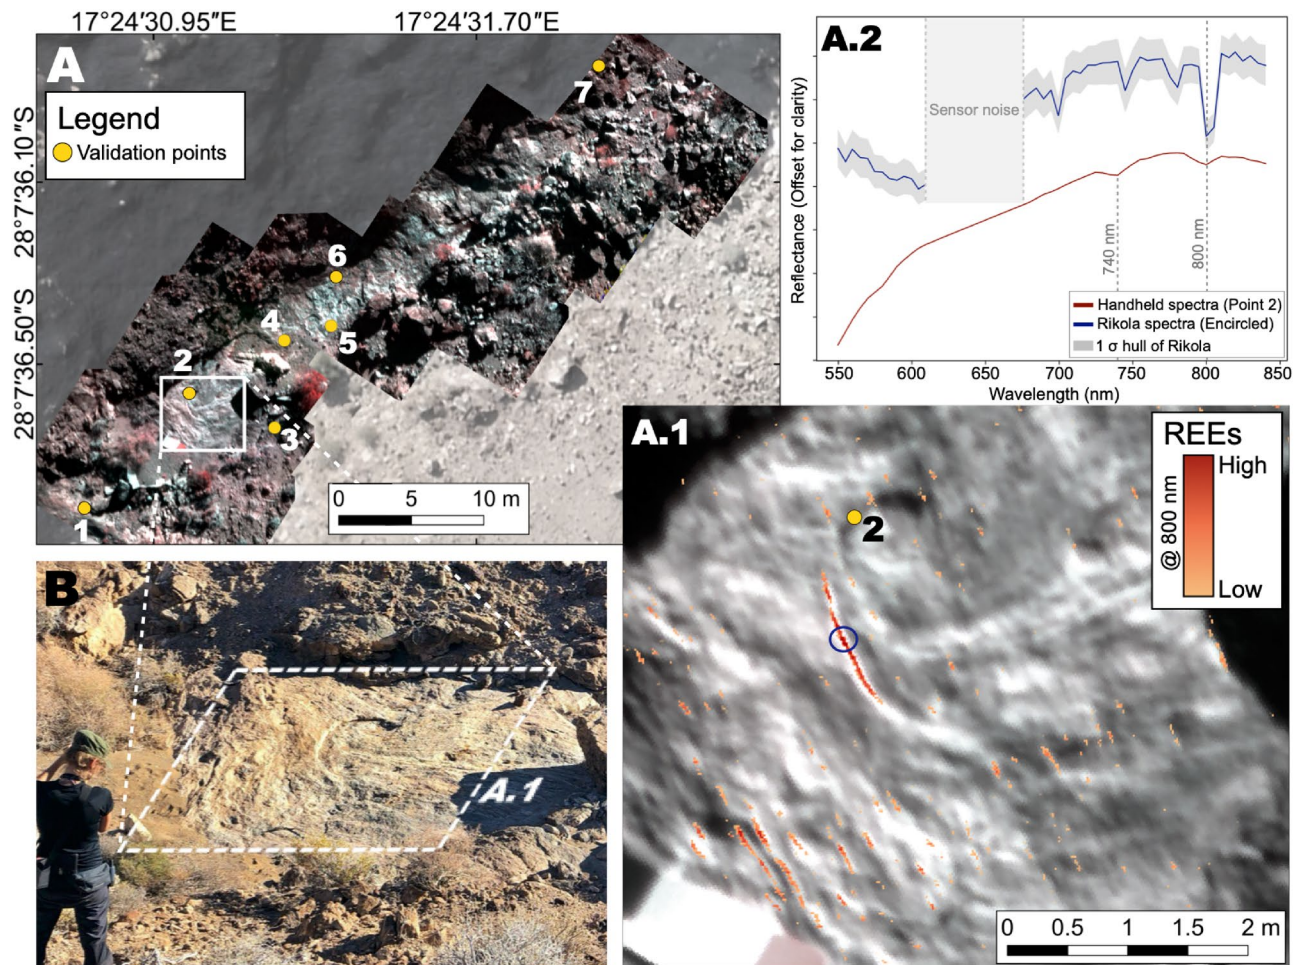 17°24′30.95″E
17°24′31.70″E
28°7′36.10″S
28°7′36.50″S
A
Legend
Validation points
7
6
4
5
2
3
1
0 5 10 m
A.2
Reflectance (Offset for clarity)
Sensor noise
740 nm
800 nm
Handheld spectra (Point 2)
Rikola spectra (Encircled)
1 σ hull of Rikola
550 600 650 700 750 800 850
Wavelength (nm)
A.1
REEs
@ 800 nm
High
Low
2
0 0.5 1 1.5 2 m
B
A.1